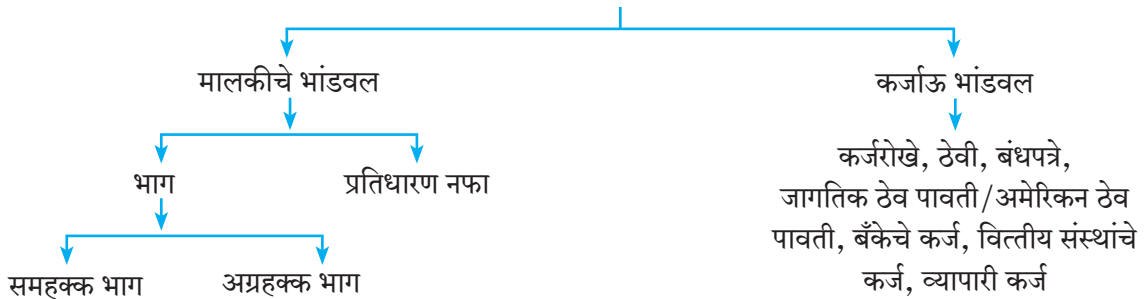 मालकीचे भांडवल
कर्जाऊ भांडवल
भाग
प्रतिधारण नफा
समहक्क भाग
अग्रहक्क भाग
कर्जरोखे, ठेवी, बंधपत्रे,
जागतिक ठेव पावती/अमेरिकन ठेव
पावती, बँकेचे कर्ज, वित्तीय संस्थांचे
कर्ज, व्यापारी कर्ज